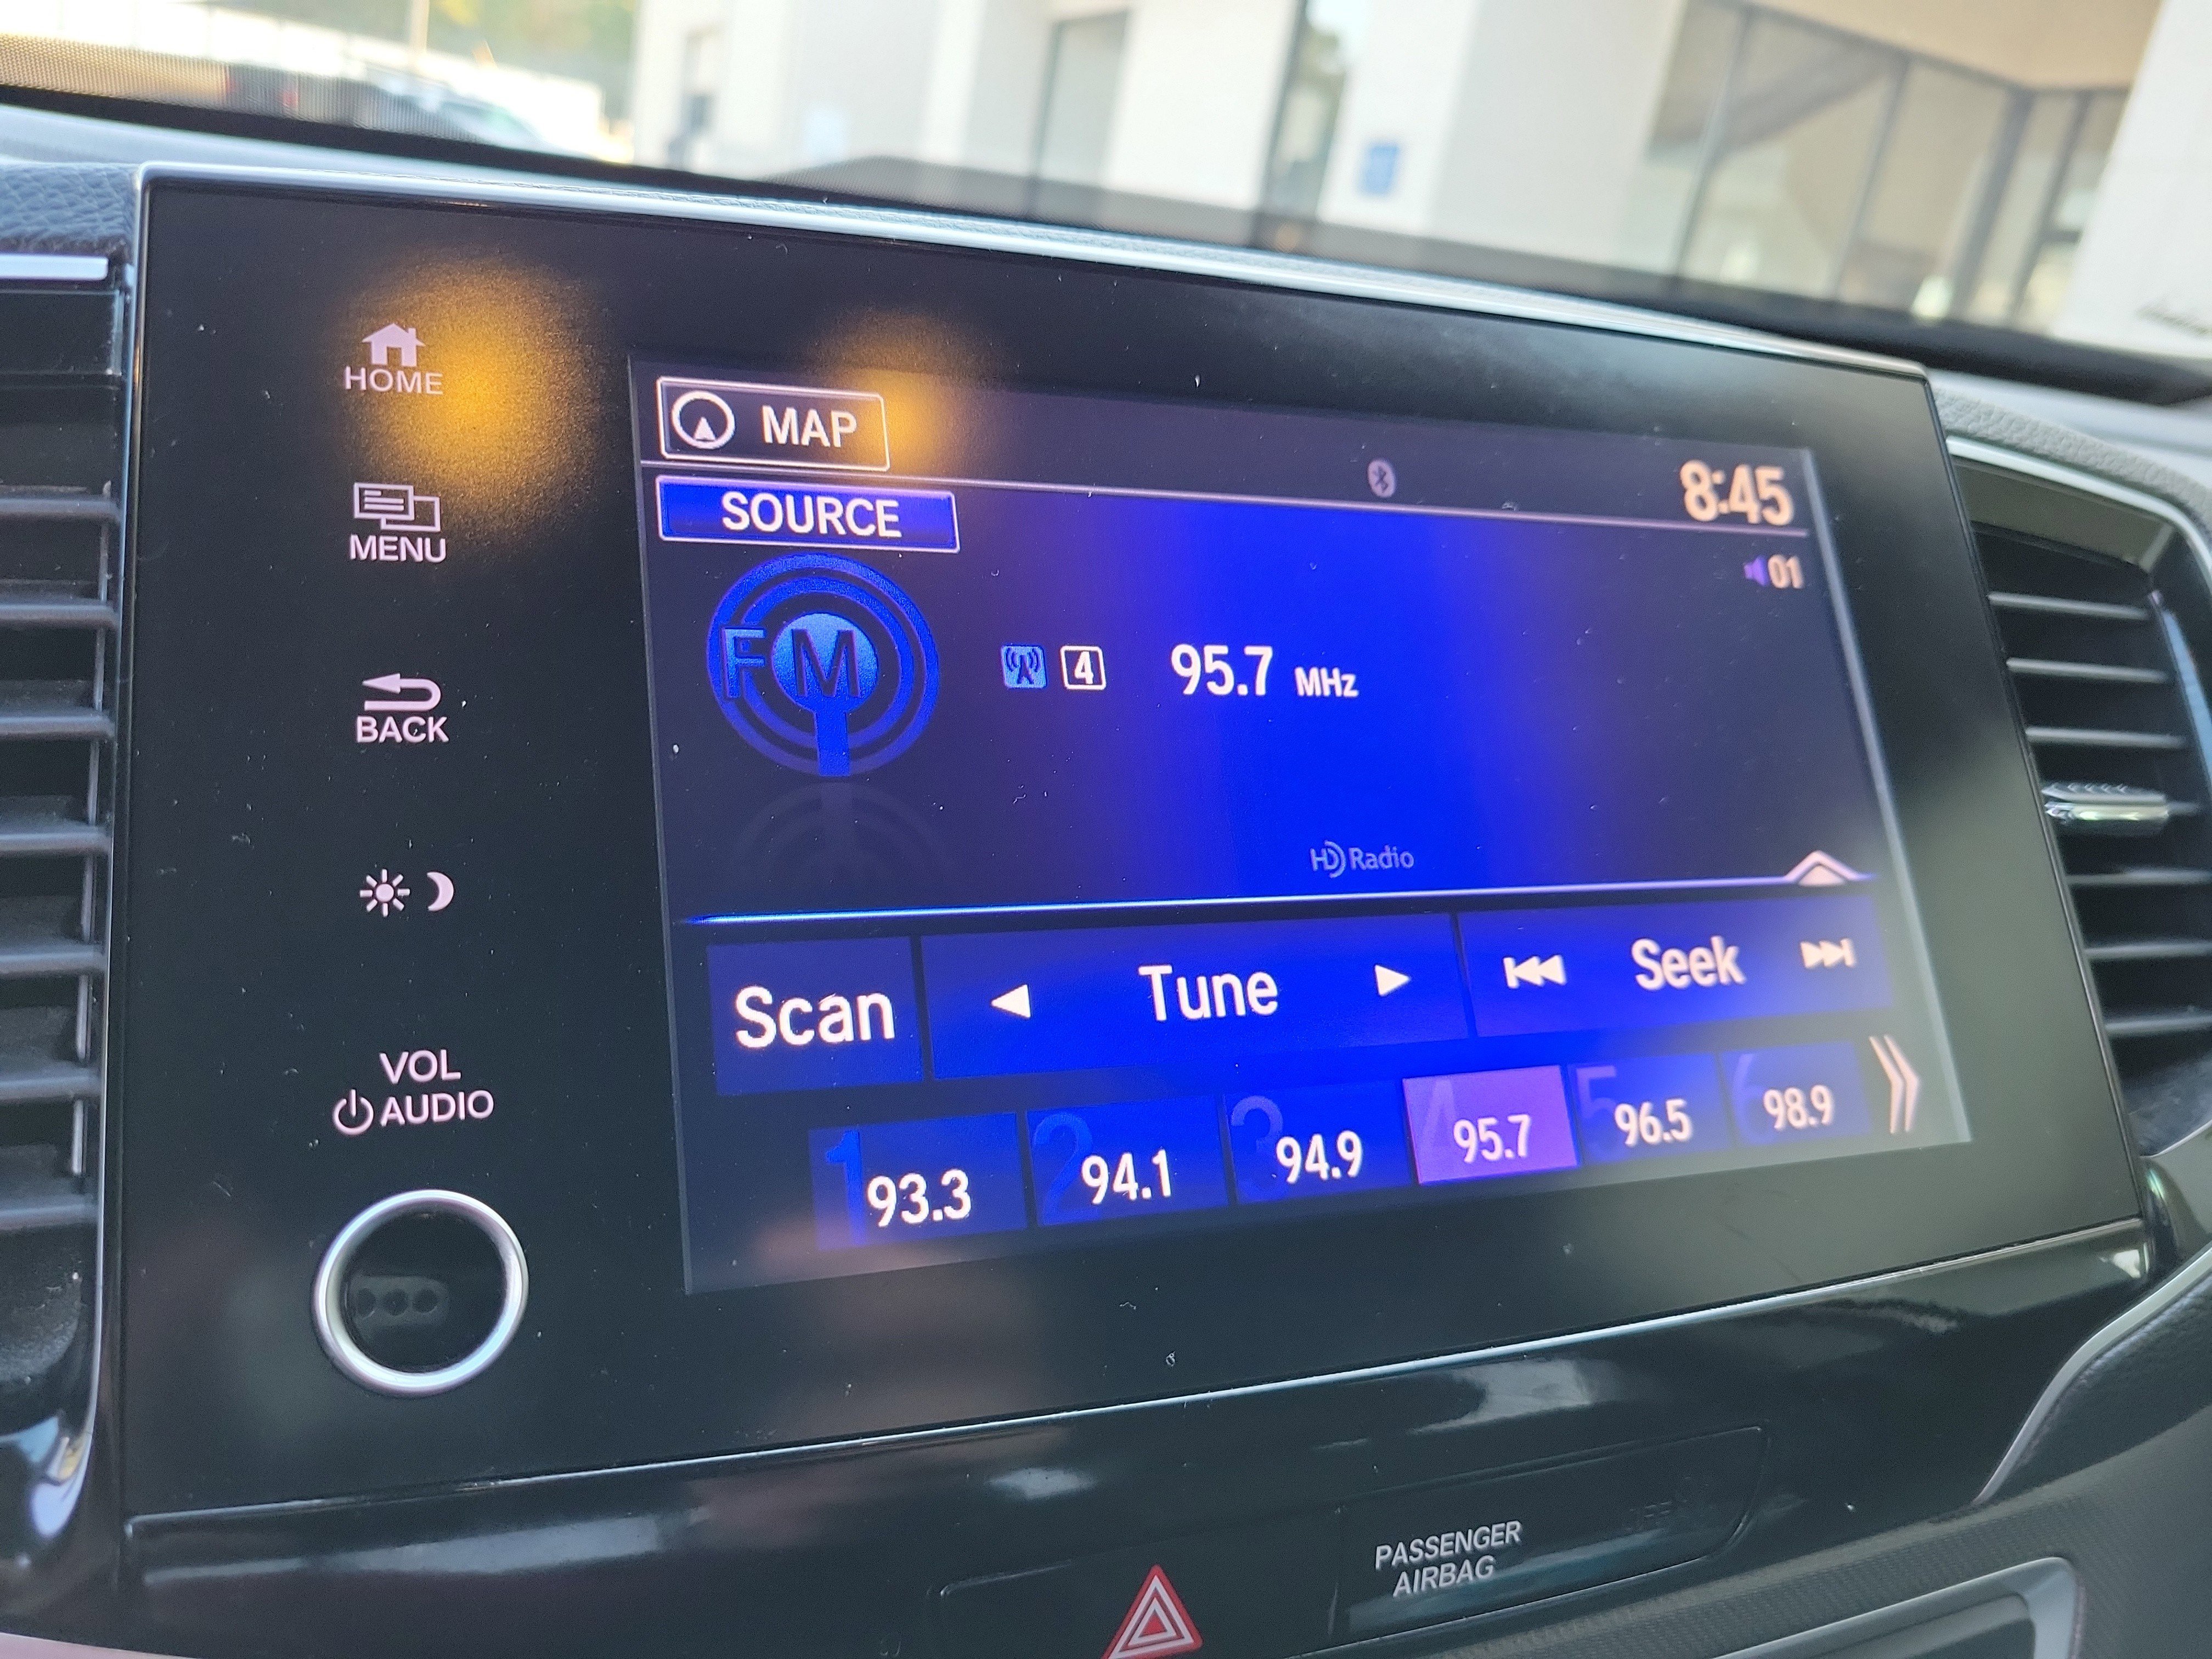 HOME
MENU
BACK
VOL
AUDIO
MAP
8:45
SOURCE
01
FM
4 95.7 MHz
HD Radio
Scan Tune Seek
1 93.3 2 94.1 3 94.9 4 95.7 5 96.5 6 98.9
PASSENGER
AIRBAG